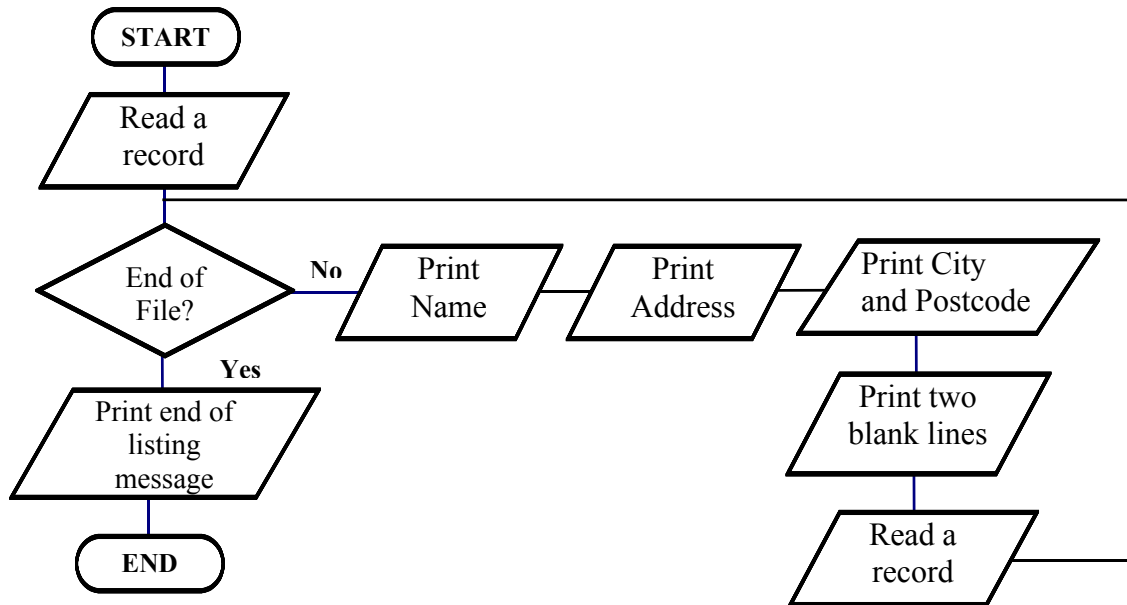 START
Read a
record
End of
File?
No
Print
Name
Print
Address
Print City
and Postcode
Print two
blank lines
Read a
record
Yes
Print end of
listing
message
END